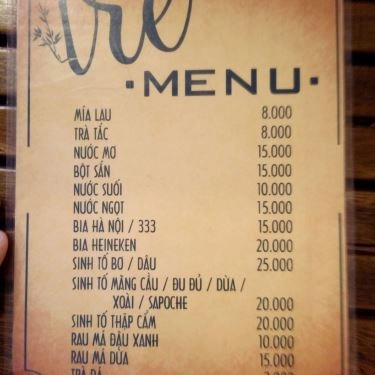 tre
·MENU·
MÍA LAU 8.000
TRÀ TẮC 8.000
NƯỚC MƠ 15.000
BỘT SẮN 15.000
NƯỚC SUỐI 10.000
NƯỚC NGỌT 15.000
BIA HÀ NỘI / 333 15.000
BIA HEINEKEN 20.000
SINH TỐ BƠ / DÂU 25.000
SINH TỐ MÃNG CẦU / ĐU ĐỦ / DỪA /
XOÀI / SAPOCHE 20.000
SINH TỐ THẬP CẨM 20.000
RAU MÁ ĐẬU XANH 10.000
RAU MÁ DỪA 15.000
TRÀ ĐÁ